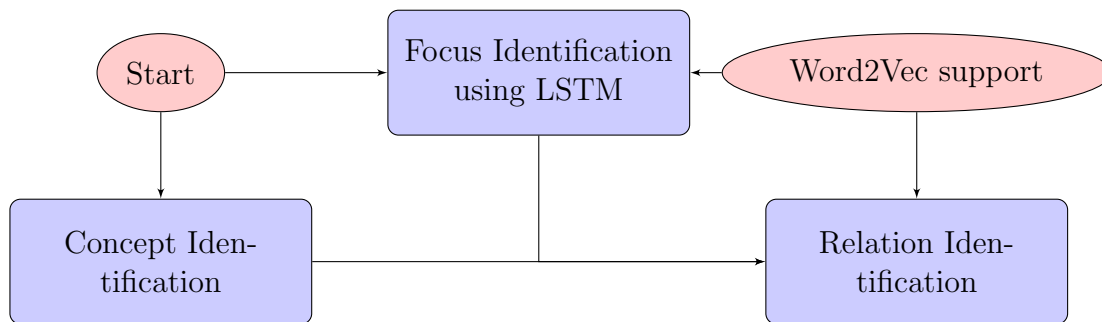 Start
Focus Identification
using LSTM
Word2Vec support
Concept Iden-
tification
Relation Iden-
tification